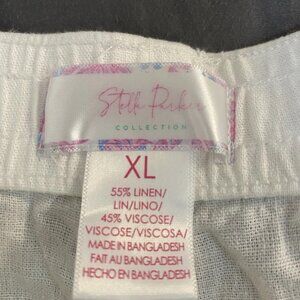 Stella Parker
COLLECTION
XL
55% LINEN/
LIN/LINO/
45% VISCOSE/
VISCOSE/VISCOSA/
MADE IN BANGLADESH
FAIT AU BANGLADESH
HECHO EN BANGLADESH